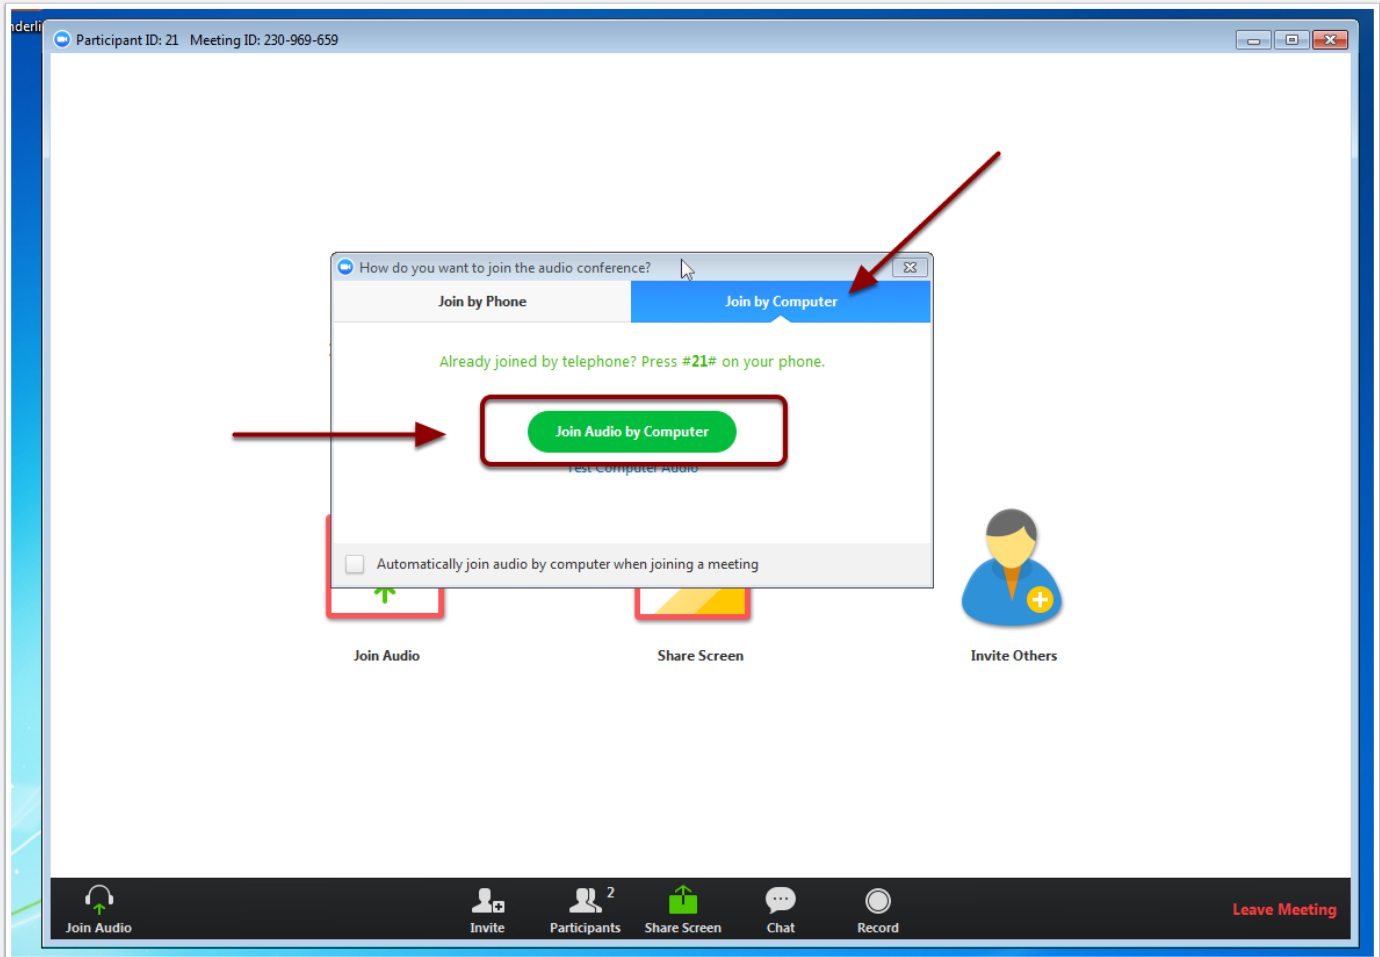 Participant ID: 21 Meeting ID: 230-969-659
How do you want to join the audio conference?
Join by Phone
Join by Computer
Already joined by telephone? Press #21# on your phone.
Join Audio by Computer
Test Computer Audio
Automatically join audio by computer when joining a meeting
Join Audio
Share Screen
Invite Others
Join Audio
Invite
Participants
2
Share Screen
Chat
Record
Leave Meeting